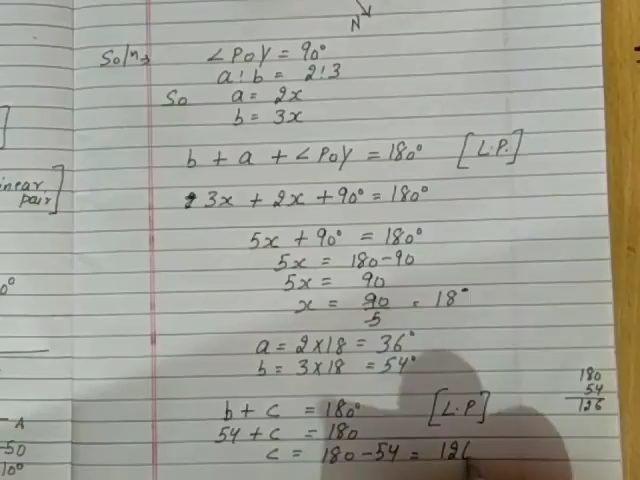 N
Soln→ ∠POY = 90°
a:b = 2:3
So a = 2x
b = 3x
b + a + ∠POY = 180° [L.P.]
3x + 2x + 90° = 180°
5x + 90° = 180°
5x = 180-90
5x = 90
x = 90/5 = 18°
a = 2×18 = 36°
b = 3×18 = 54°
b + c = 180° [L.P]
54 + c = 180
c = 180-54 = 126
180
54
126
pair]
A
-50